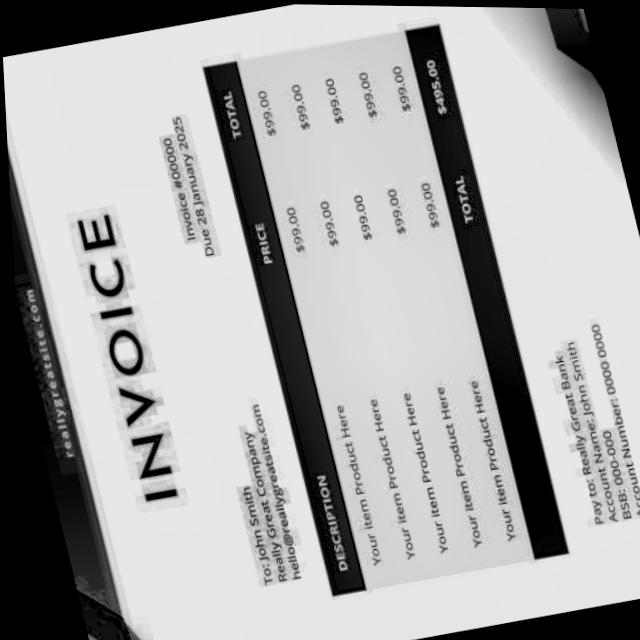 reallygreatsite.com
INVOICE
Invoice #00000
Due 28 January, 2025
To: John Smith
Really Great Company
Really Greatgreatsite.com
hello@reallygreatsite.com
DESCRIPTION PRICE TOTAL
Your item Product Here $99.00 $99.00
Your item Product Here $99.00 $99.00
Your item Product Here $99.00 $99.00
Your item Product Here $99.00 $99.00
Your item Product Here $99.00 $99.00
TOTAL $495.00
Pay to: Really Great Bank
Account Name: John Smith
BSB: 000-000
Account Number: 0000 0000